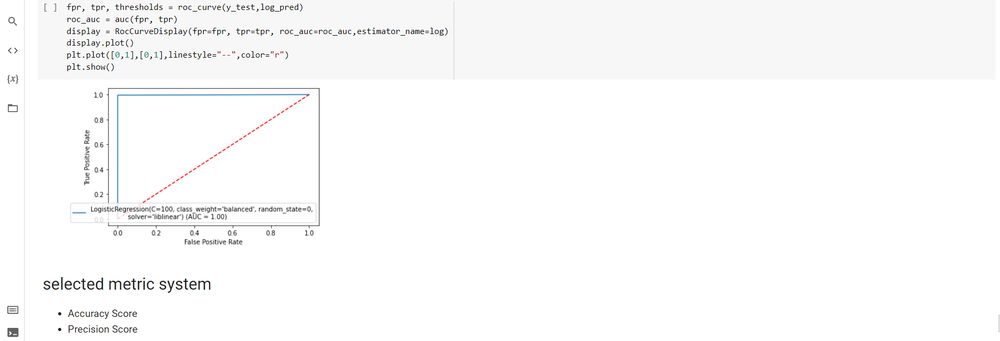 [ ] fpr, tpr, thresholds = roc_curve(y_test,log_pred)
roc_auc = auc(fpr, tpr)
display = RocCurveDisplay(fpr=fpr, tpr=tpr, roc_auc=roc_auc,estimator_name=log)
display.plot()
plt.plot([0,1],[0,1],linestyle="--",color="r")
plt.show()
{x}
1.0
0.8
0.6
0.4
0.2
0.0
True Positive Rate
LogisticRegression(C=100, class_weight='balanced', random_state=0,
solver='liblinear') (AUC = 1.00)
0.0 0.2 0.4 0.6 0.8 1.0
False Positive Rate
selected metric system
• Accuracy Score
• Precision Score